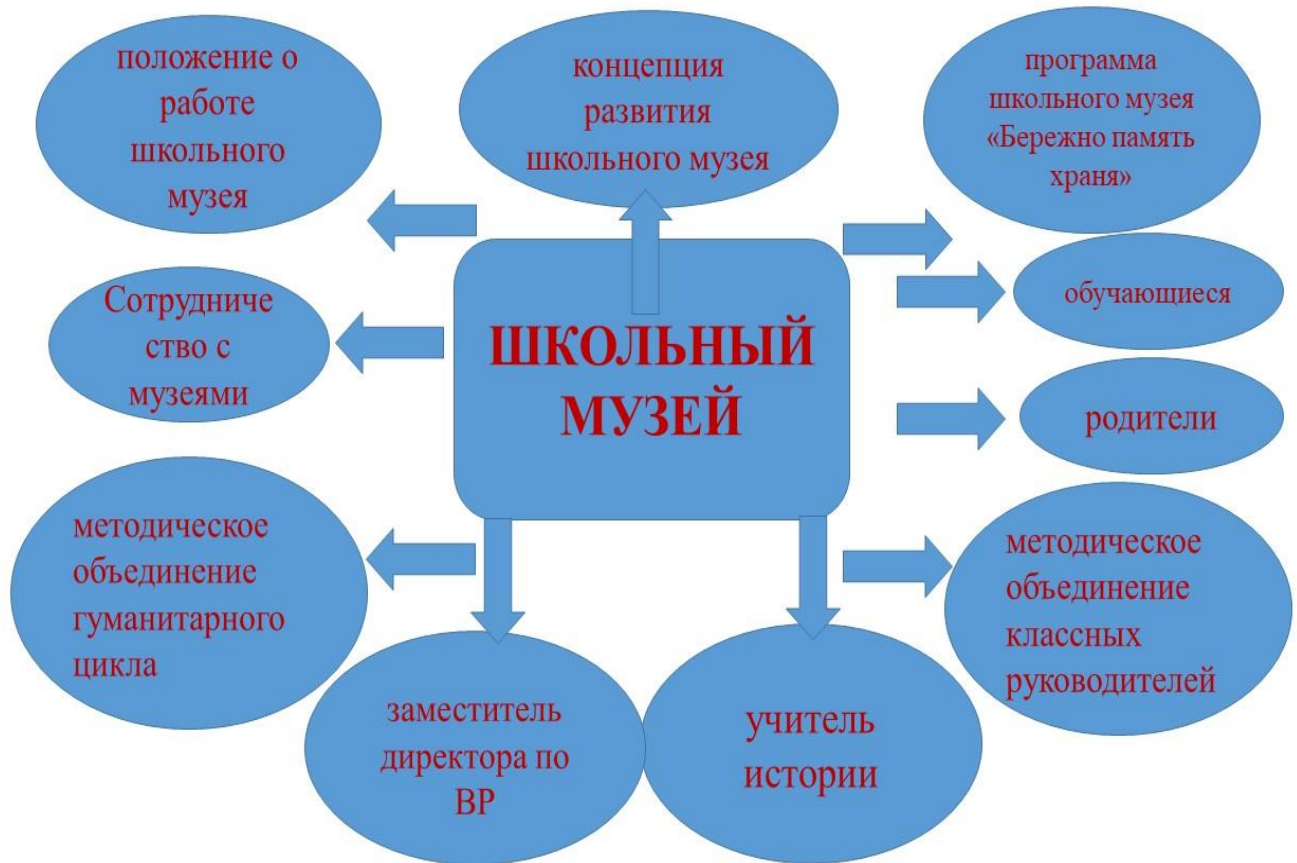 положение о
работе
школьного
музея
концепция
развития
школьного музея
программа
школьного музея
«Бережно память
храня»
Сотрудниче
ство с
музеями
ШКОЛЬНЫЙ
МУЗЕЙ
обучающиеся
родители
методическое
объединение
гуманитарного
цикла
заместитель
директора по
ВР
учитель
истории
методическое
объединение
классных
руководителей